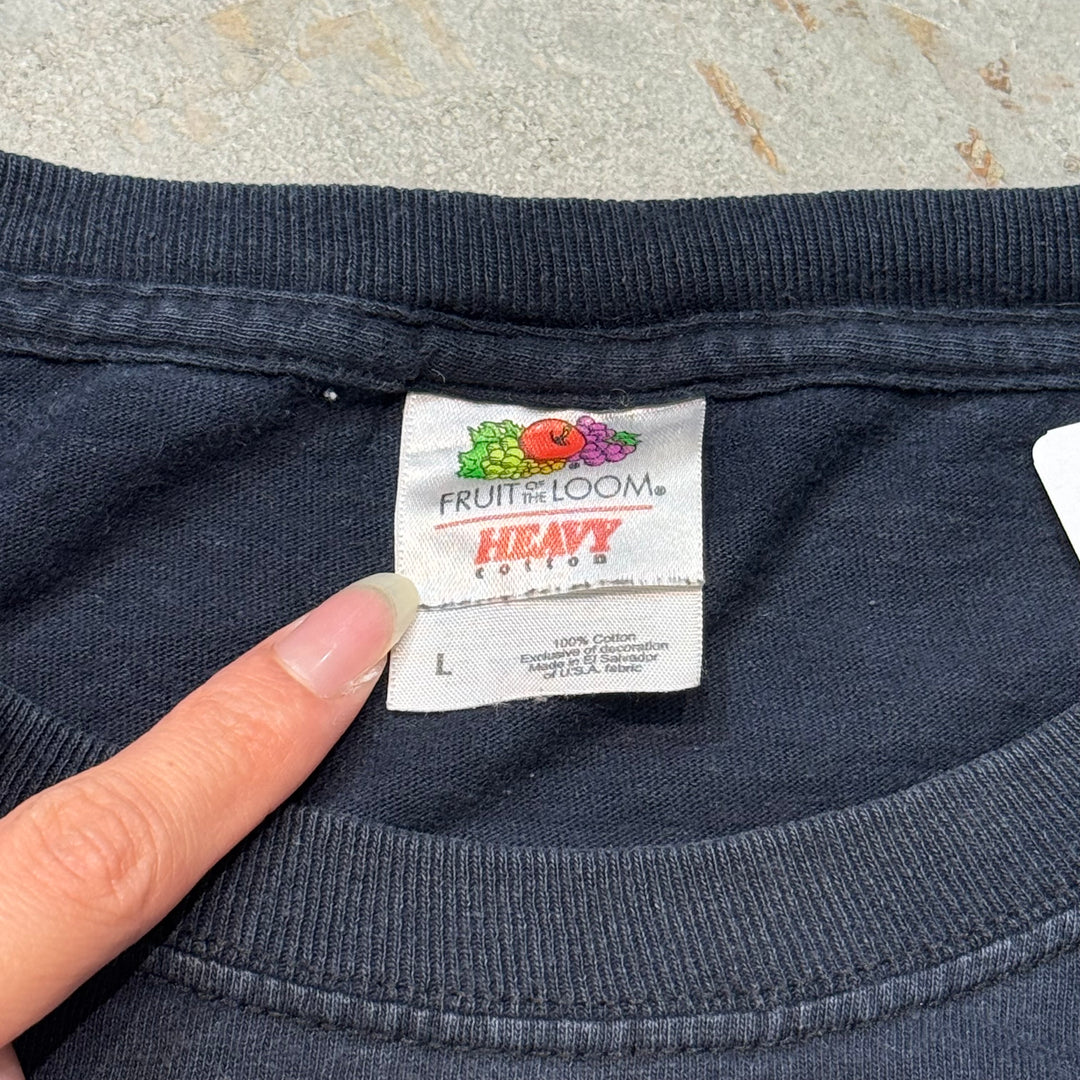 FRUIT OF THE LOOM®
HEAVY
cotton
L
100% Cotton
Exclusive of decoration
Made in El Salvador
of U.S.A. fabric